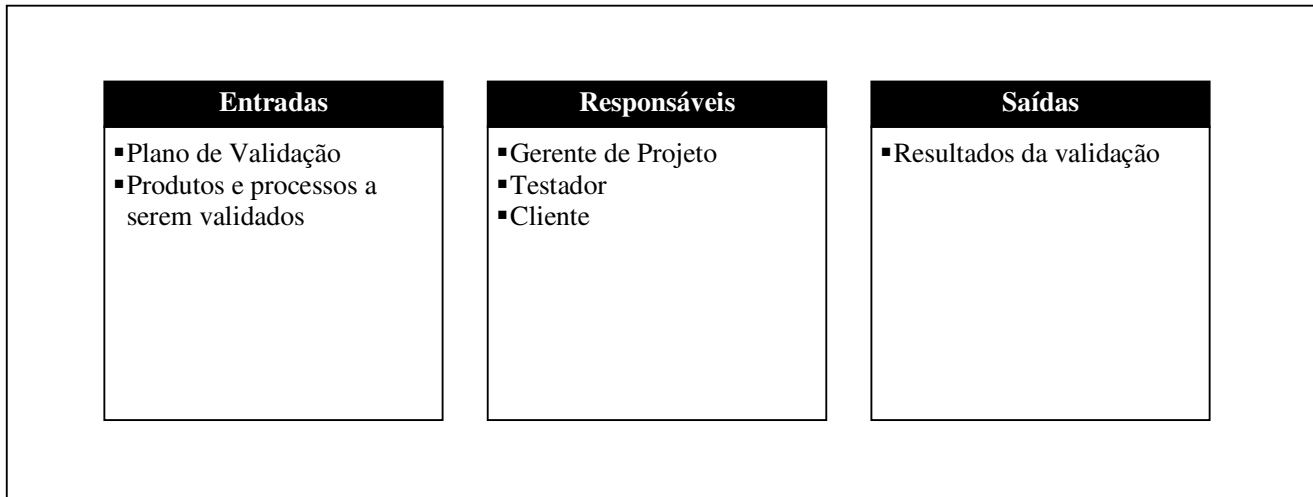 Entradas
▪Plano de Validação
▪Produtos e processos a
serem validados
Responsáveis
▪Gerente de Projeto
▪Testador
▪Cliente
Saídas
▪Resultados da validação